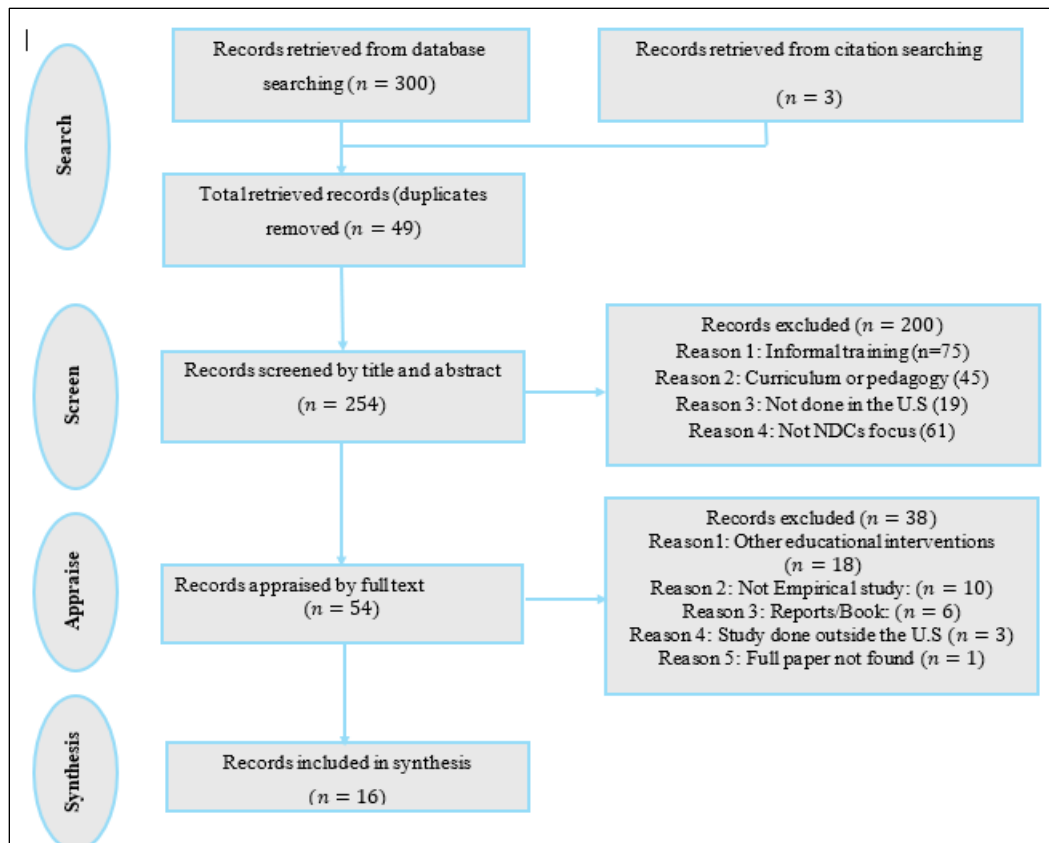 Search
Records retrieved from database
searching (n = 300)
Records retrieved from citation searching
(n = 3)
Total retrieved records (duplicates
removed (n = 49)
Screen
Records screened by title and abstract
(n = 254)
Records excluded (n = 200)
Reason 1: Informal training (n=75)
Reason 2: Curriculum or pedagogy (45)
Reason 3: Not done in the U.S (19)
Reason 4: Not NDCs focus (61)
Appraise
Records appraised by full text
(n = 54)
Records excluded (n = 38)
Reason1: Other educational interventions
(n = 18)
Reason 2: Not Empirical study: (n = 10)
Reason 3: Reports/Book: (n = 6)
Reason 4: Study done outside the U.S (n = 3)
Reason 5: Full paper not found (n = 1)
Synthesis
Records included in synthesis
(n = 16)